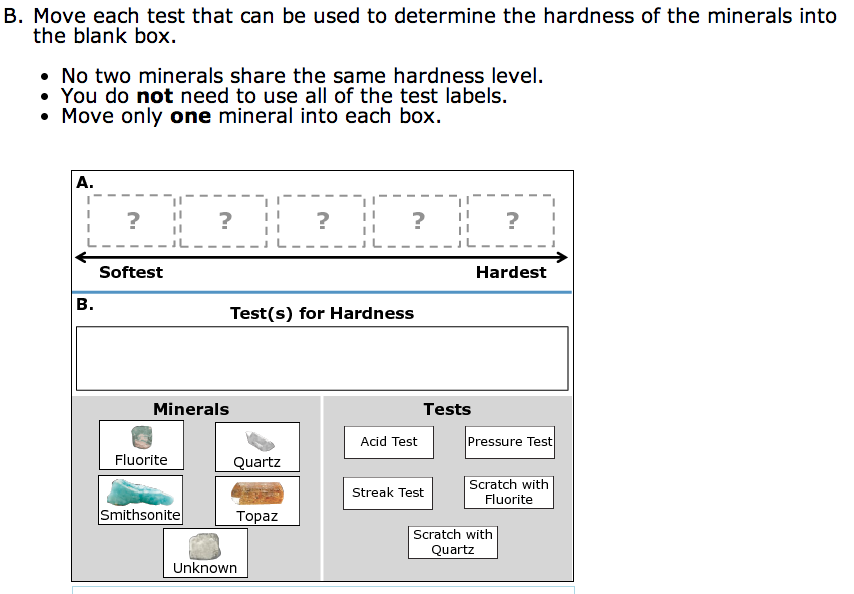 B. Move each test that can be used to determine the hardness of the minerals into
the blank box.
• No two minerals share the same hardness level.
• You do not need to use all of the test labels.
• Move only one mineral into each box.
A.
? ? ? ? ?
Softest Hardest
B.
Test(s) for Hardness
Minerals Tests
Fluorite Quartz Acid Test Pressure Test
Smithsonite Topaz Streak Test Scratch with
Fluorite
Unknown Scratch with
Quartz